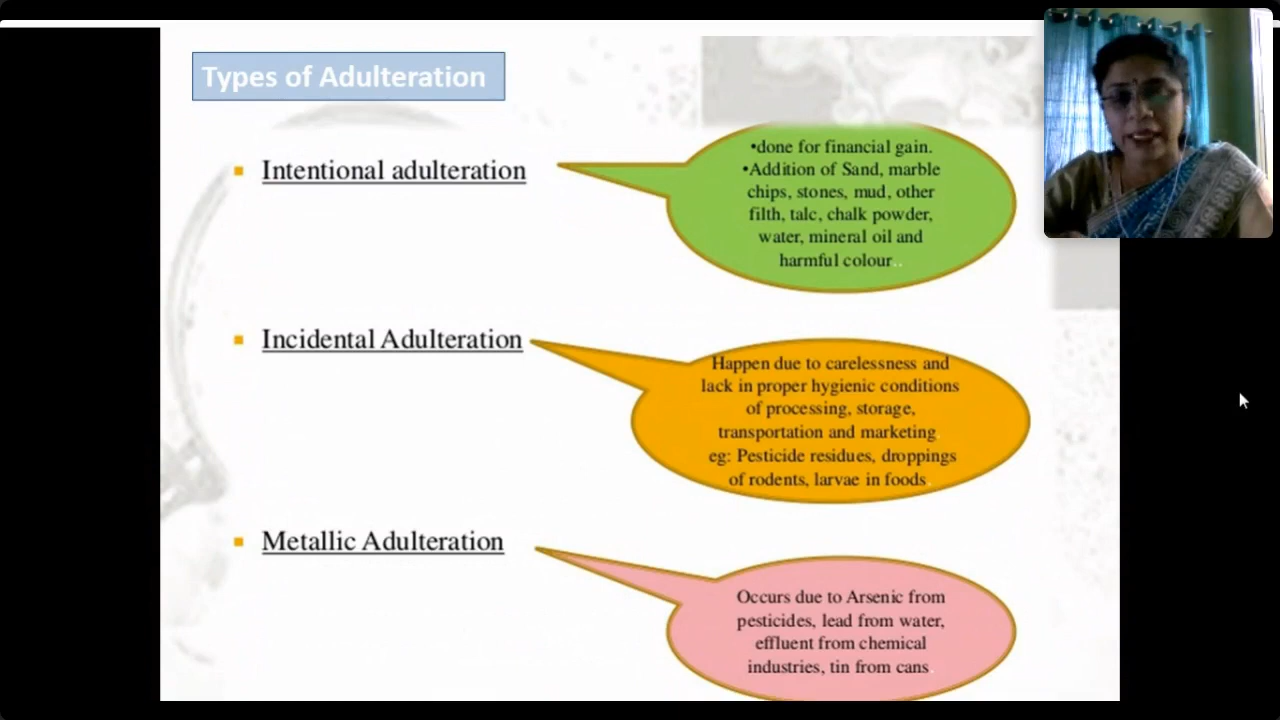 Types of Adulteration
▪ Intentional adulteration
•done for financial gain.
•Addition of Sand, marble
chips, stones, mud, other
filth, talc, chalk powder,
water, mineral oil and
harmful colour..
▪ Incidental Adulteration
Happen due to carelessness and
lack in proper hygienic conditions
of processing, storage,
transportation and marketing.
eg: Pesticide residues, droppings
of rodents, larvae in foods.
▪ Metallic Adulteration
Occurs due to Arsenic from
pesticides, lead from water,
effluent from chemical
industries, tin from cans